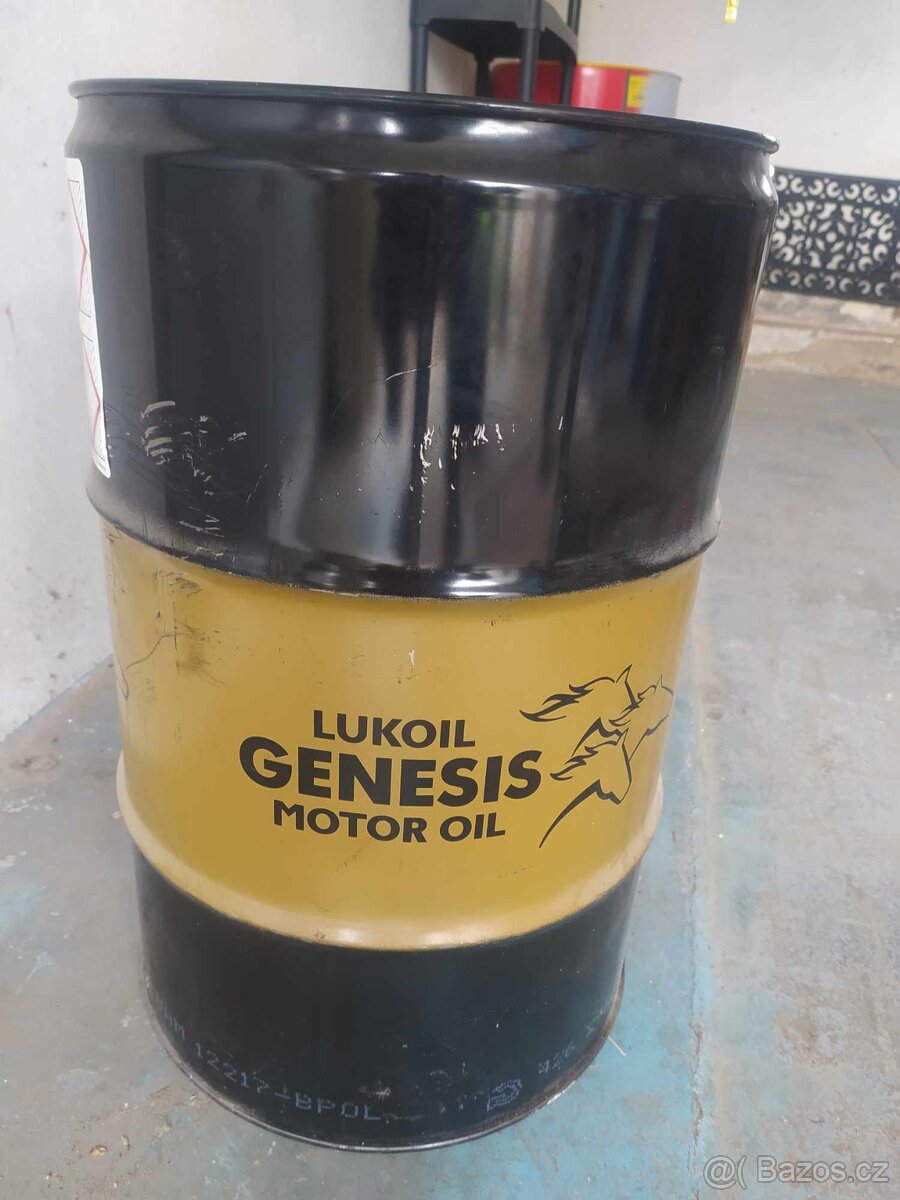 LUKOIL
GENESIS
MOTOR OIL
12217-BPOL
@( Bazos.cz